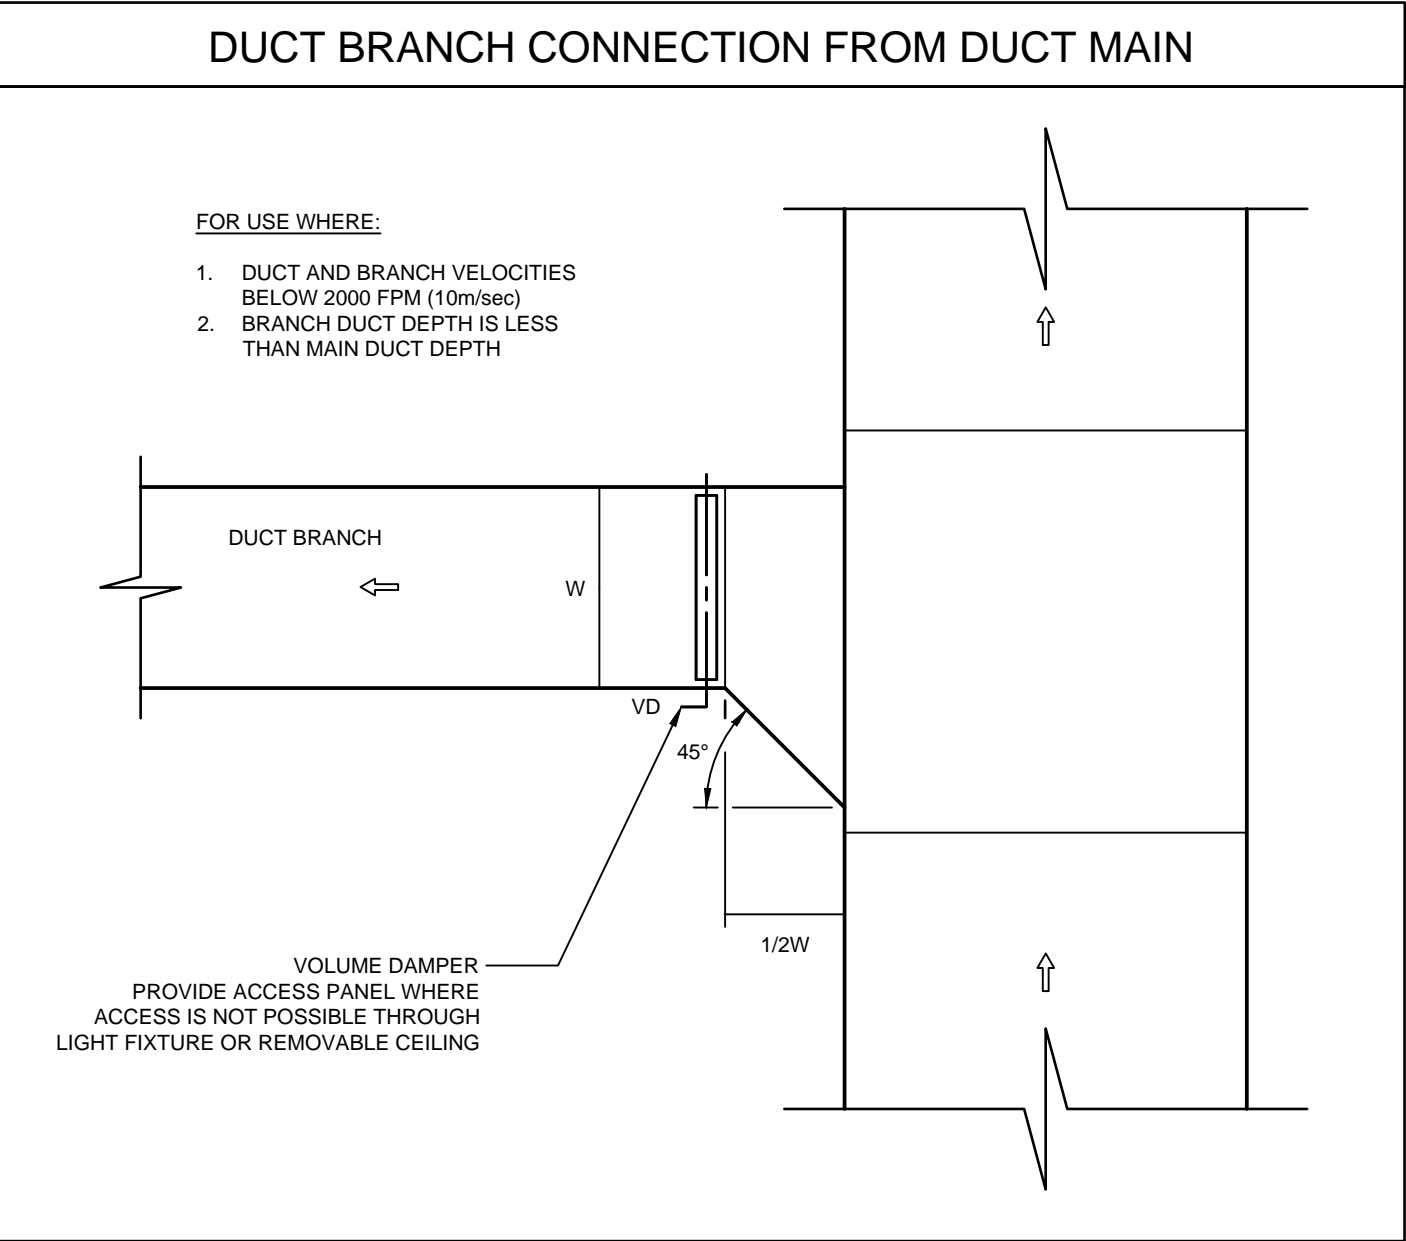 DUCT BRANCH CONNECTION FROM DUCT MAIN
FOR USE WHERE:
1. DUCT AND BRANCH VELOCITIES
BELOW 2000 FPM (10m/sec)
2. BRANCH DUCT DEPTH IS LESS
THAN MAIN DUCT DEPTH
DUCT BRANCH
W
VD
45°
1/2W
VOLUME DAMPER
PROVIDE ACCESS PANEL WHERE
ACCESS IS NOT POSSIBLE THROUGH
LIGHT FIXTURE OR REMOVABLE CEILING